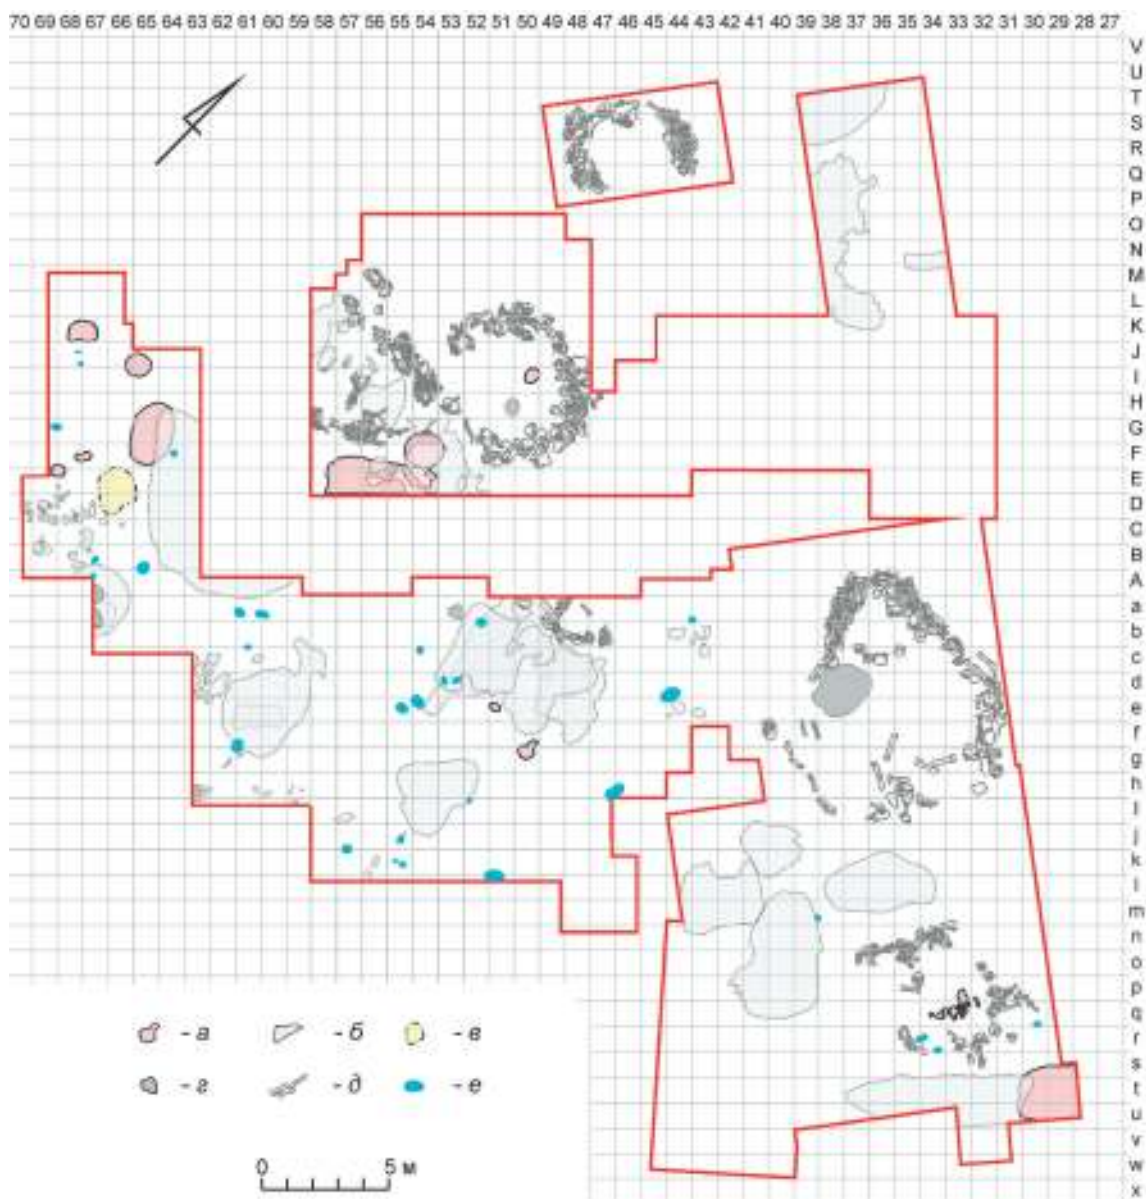 70 69 68 67 66 65 64 63 62 61 60 59 58 57 56 55 54 53 52 51 50 49 48 47 46 45 44 43 42 41 40 39 38 37 36 35 34 33 32 31 30 29 28 27
V
U
T
S
R
Q
P
O
N
M
L
K
J
I
H
G
F
E
D
C
B
A
a
b
c
d
e
f
g
h
i
j
k
l
m
n
o
p
q
r
s
t
u
v
w
x
- а - б - в
- г - д - е
0 5 м